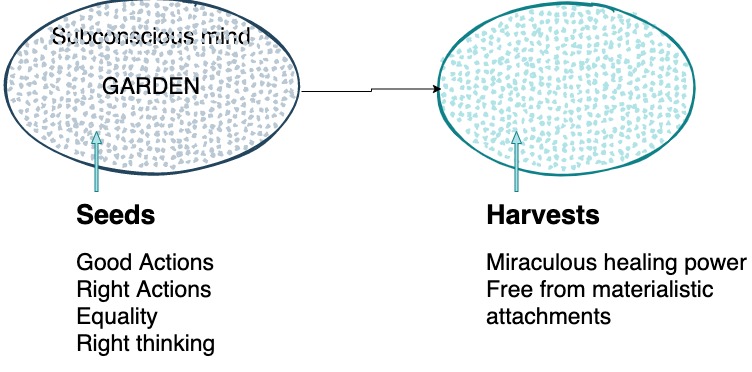 Subconscious mind
GARDEN
Seeds
Good Actions
Right Actions
Equality
Right thinking
Harvests
Miraculous healing power
Free from materialistic
attachments